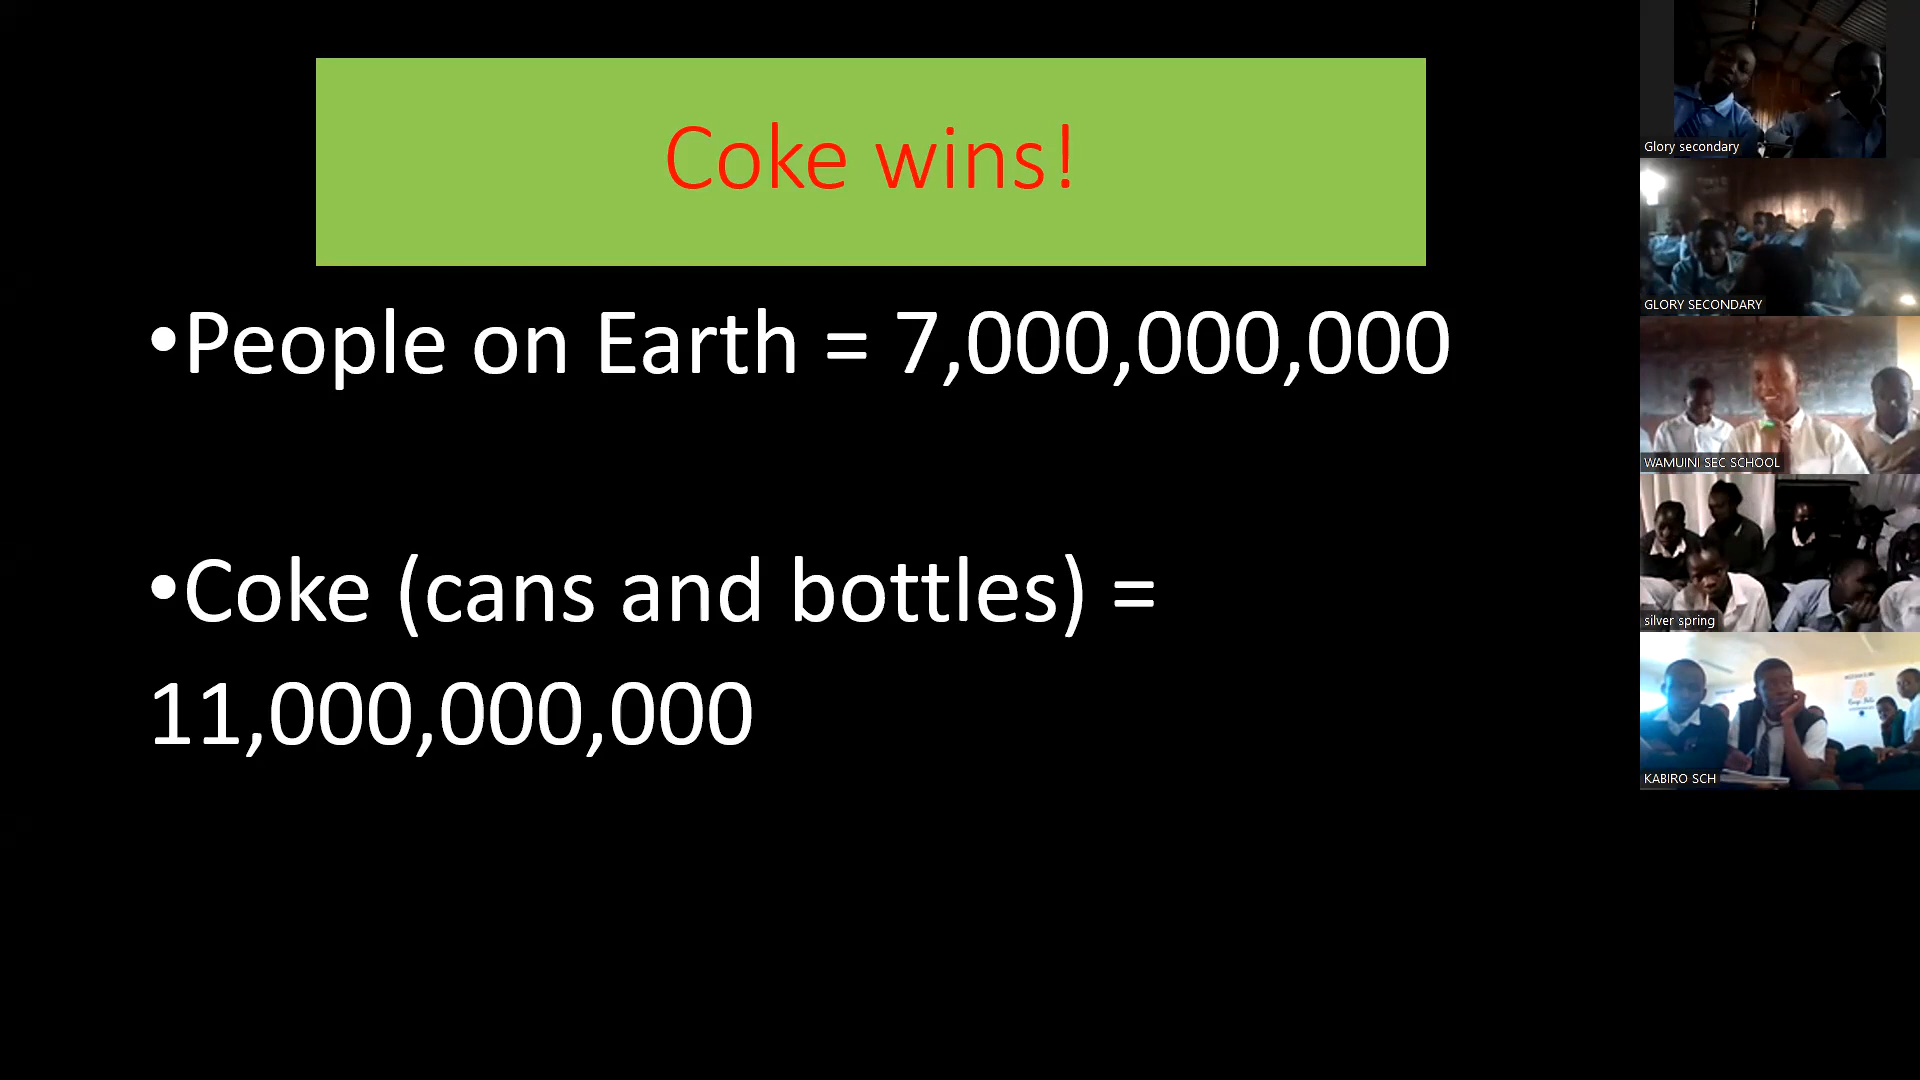 Coke wins!
•People on Earth = 7,000,000,000
•Coke (cans and bottles) =
11,000,000,000
Glory secondary
GLORY SECONDARY
WAMUINI SEC SCHOOL
silver spring
KABIRO SCH